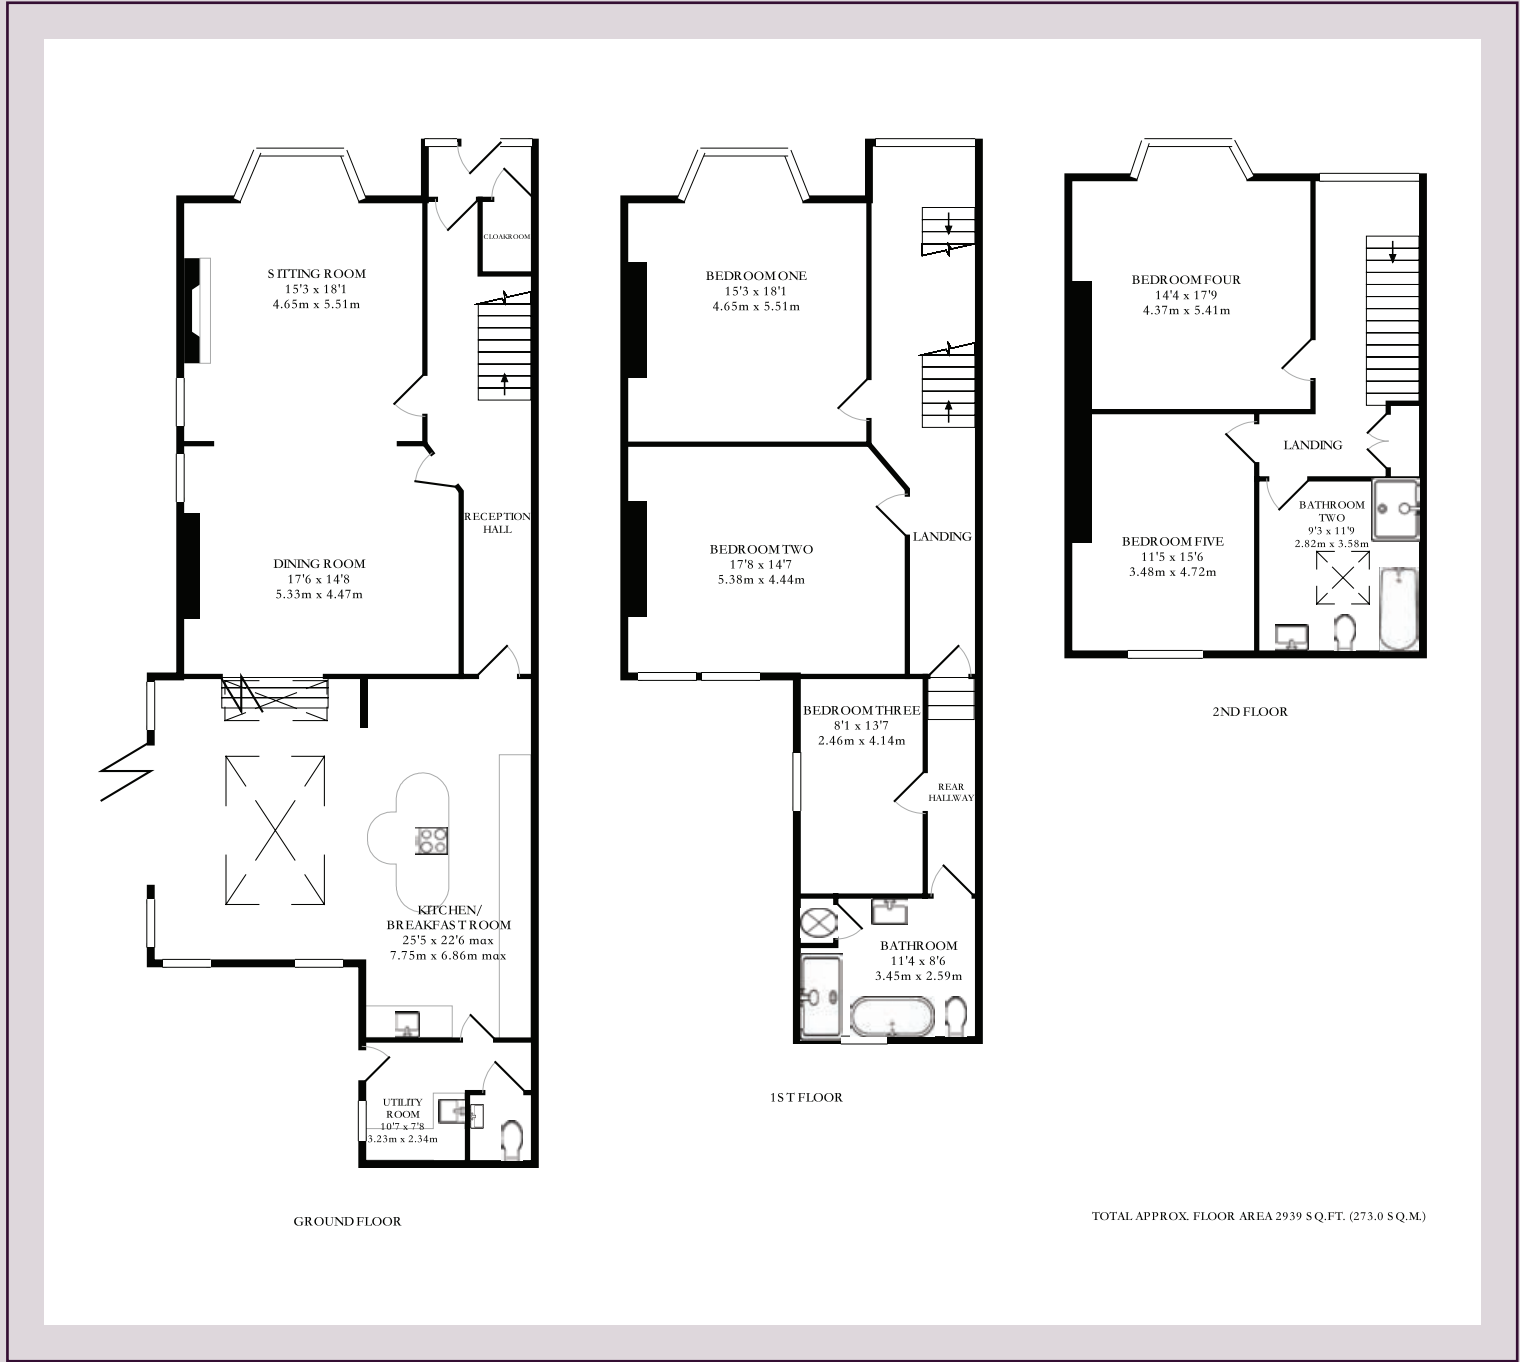 SITTING ROOM
15'3 x 18'1
4.65m x 5.51m
CLOAKROOM
RECEPTION
HALL
DINING ROOM
17'6 x 14'8
5.33m x 4.47m
KITCHEN/
BREAKFAST ROOM
25'5 x 22'6 max
7.75m x 6.86m max
UTILITY
ROOM
10'7 x 7'8
3.23m x 2.34m
GROUND FLOOR
BEDROOM ONE
15'3 x 18'1
4.65m x 5.51m
BEDROOM TWO
17'8 x 14'7
5.38m x 4.44m
LANDING
BEDROOM THREE
8'1 x 13'7
2.46m x 4.14m
REAR
HALLWAY
BATHROOM
11'4 x 8'6
3.45m x 2.59m
1ST FLOOR
BEDROOM FOUR
14'4 x 17'9
4.37m x 5.41m
LANDING
BATHROOM
TWO
9'3 x 11'9
2.82m x 3.58m
BEDROOM FIVE
11'5 x 15'6
3.48m x 4.72m
2ND FLOOR
TOTAL APPROX. FLOOR AREA 2939 SQ.FT. (273.0 SQ.M.)